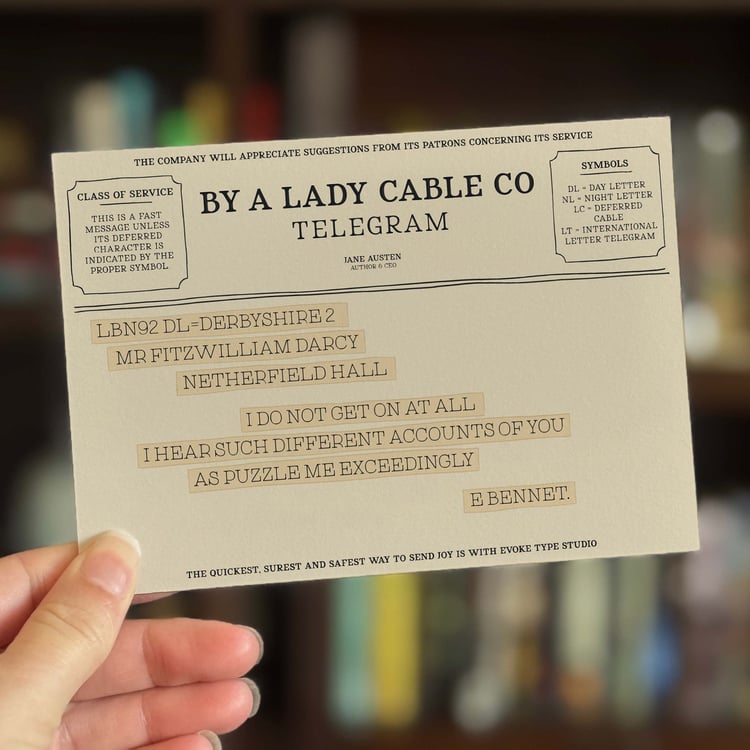 THE COMPANY WILL APPRECIATE SUGGESTIONS FROM ITS PATRONS CONCERNING ITS SERVICE
CLASS OF SERVICE
THIS IS A FAST
MESSAGE UNLESS
ITS DEFERRED
CHARACTER IS
INDICATED BY THE
PROPER SYMBOL.
BY A LADY CABLE CO
TELEGRAM
JANE AUSTEN
AUTHOR & CEO
SYMBOLS
DL = DAY LETTER
NL = NIGHT LETTER
LC = DEFERRED
CABLE
LT = INTERNATIONAL
LETTER TELEGRAM
LBN92 DL=DERBYSHIRE 2
MR FITZWILLIAM DARCY
NETHERFIELD HALL
I DO NOT GET ON AT ALL
I HEAR SUCH DIFFERENT ACCOUNTS OF YOU
AS PUZZLE ME EXCEEDINGLY
E BENNET.
THE QUICKEST, SUREST AND SAFEST WAY TO SEND JOY IS WITH EVOKE TYPE STUDIO